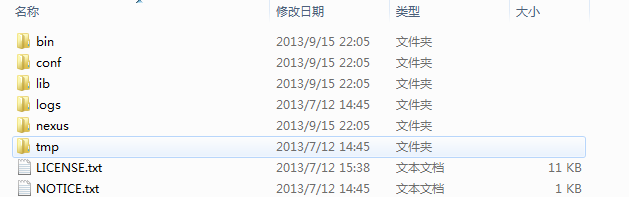 名称 修改日期 类型 大小
bin 2013/9/15 22:05 文件夹
conf 2013/9/15 22:05 文件夹
lib 2013/9/15 22:05 文件夹
logs 2013/7/12 14:45 文件夹
nexus 2013/9/15 22:05 文件夹
tmp 2013/7/12 14:45 文件夹
LICENSE.txt 2013/7/12 15:38 文本文档 11 KB
NOTICE.txt 2013/7/12 14:45 文本文档 1 KB